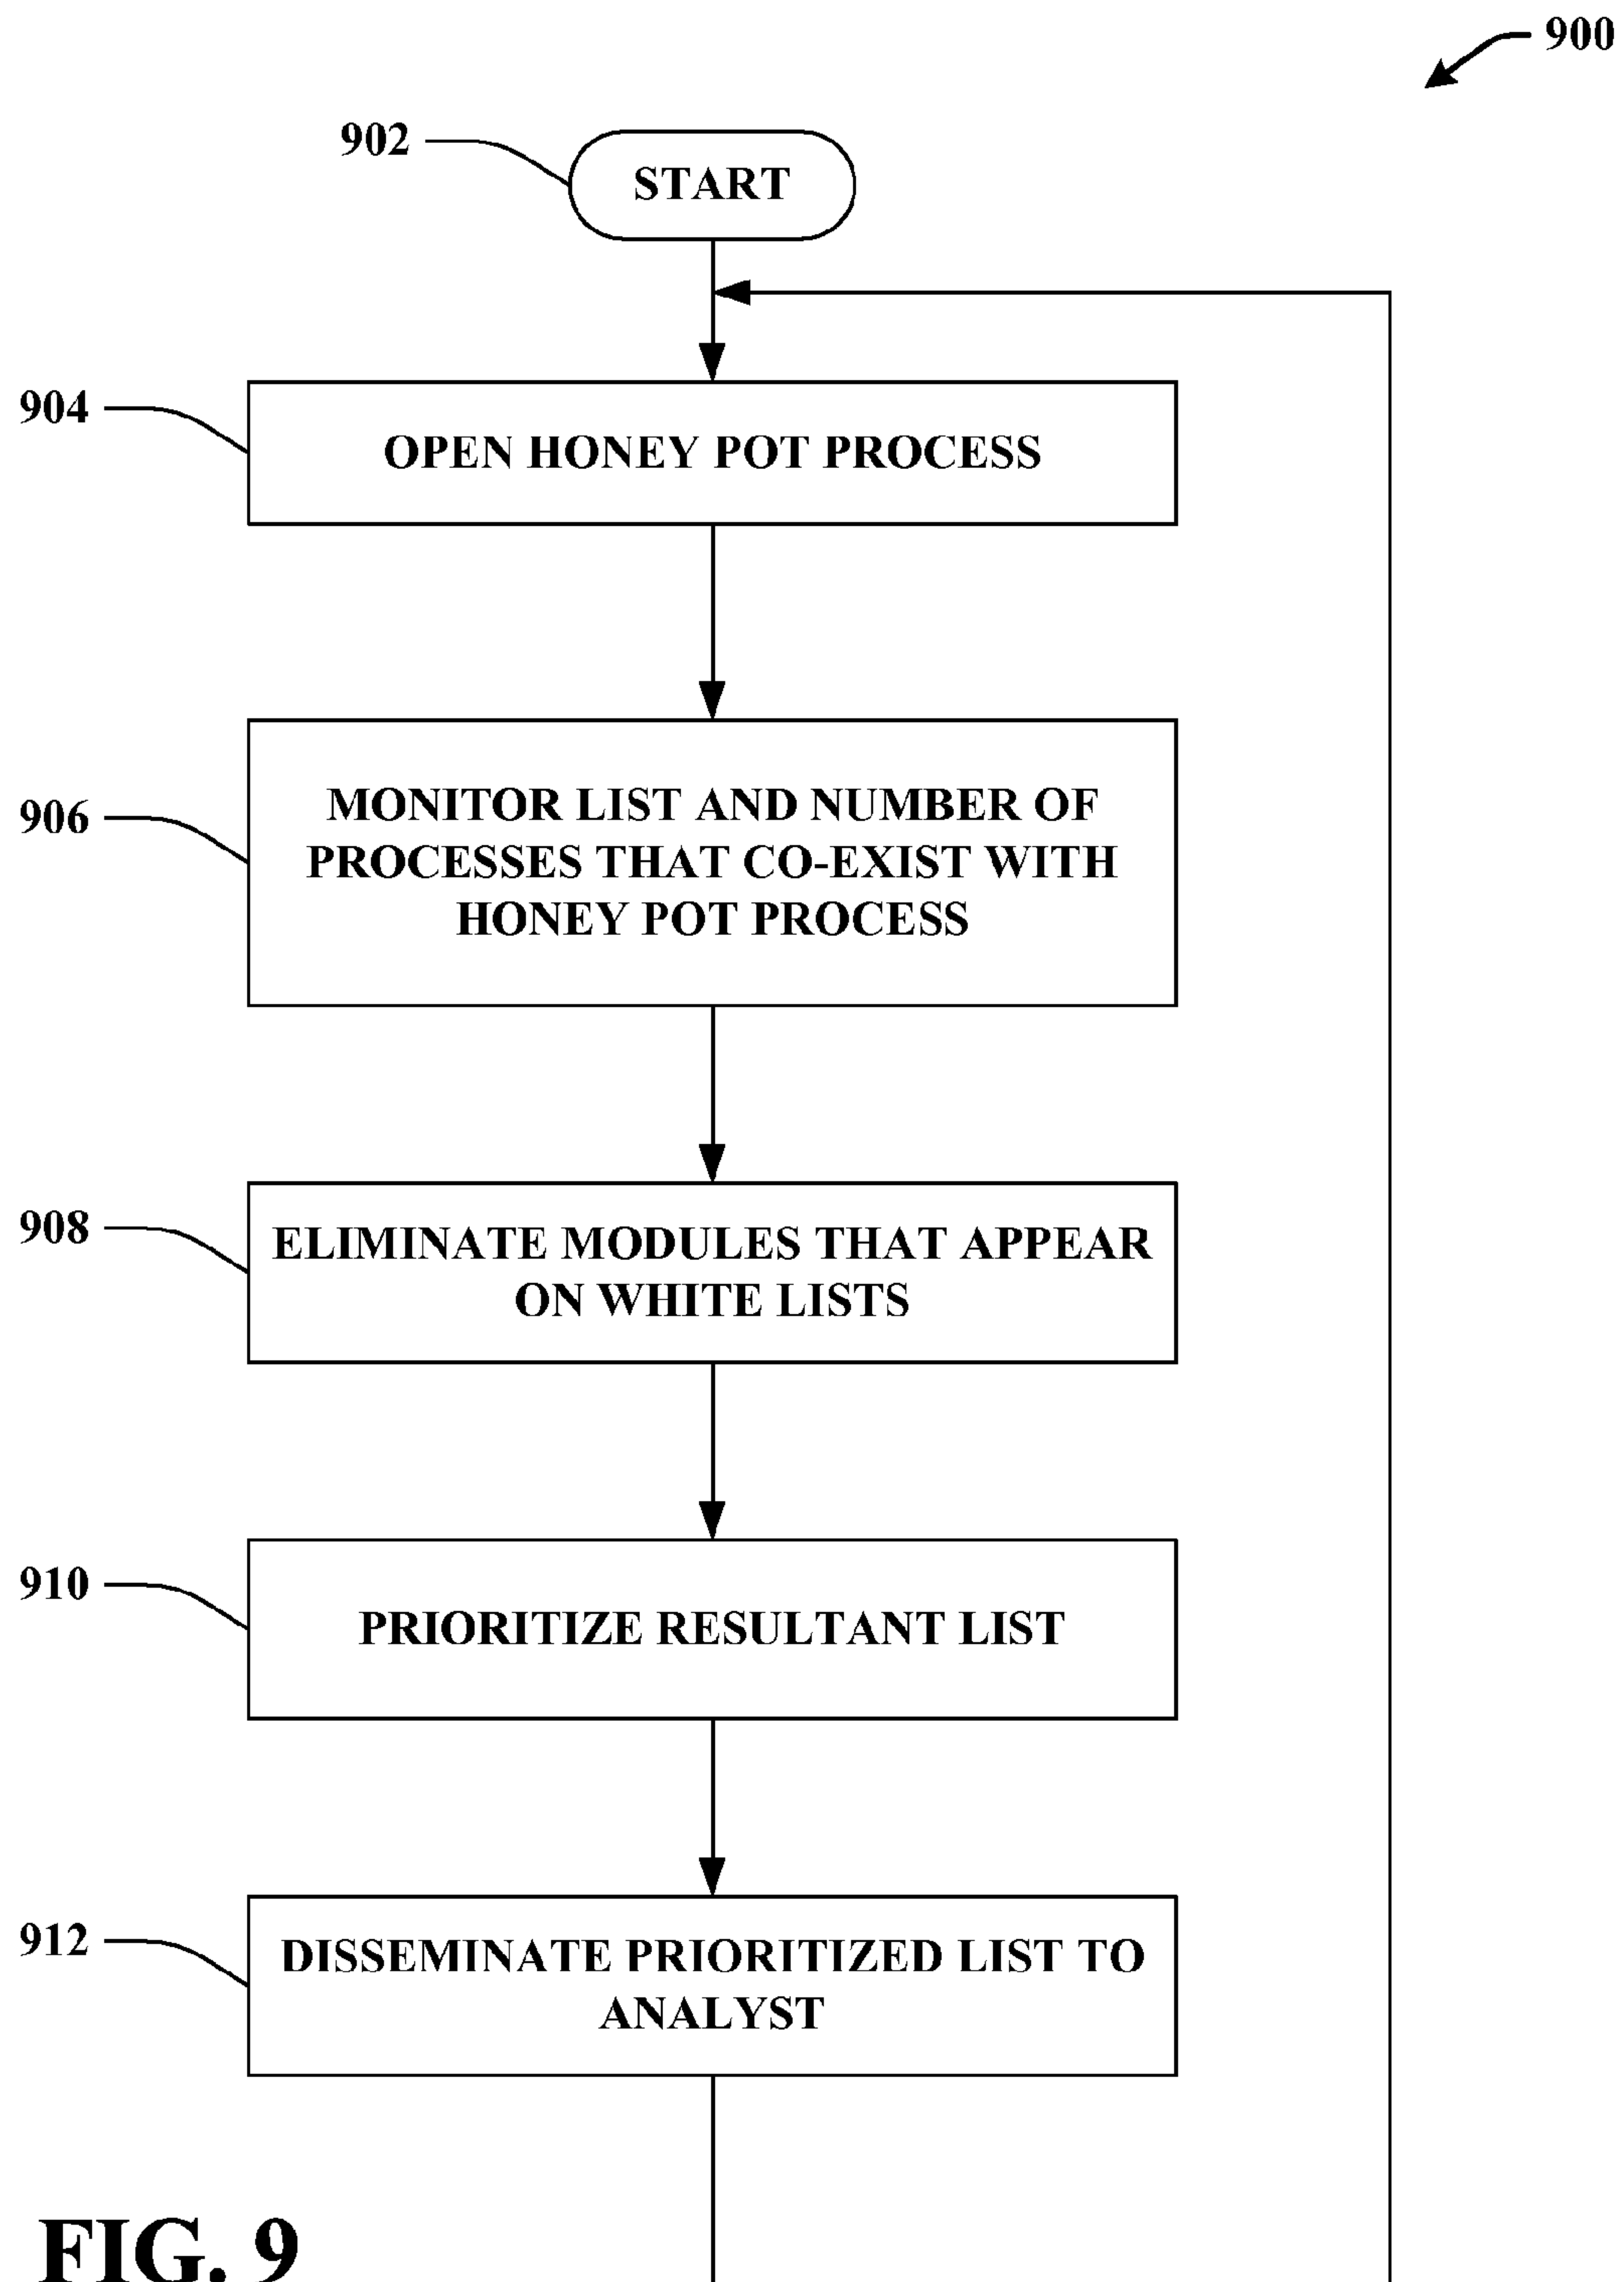 900
902
START
904
OPEN HONEY POT PROCESS
906
MONITOR LIST AND NUMBER OF
PROCESSES THAT CO-EXIST WITH
HONEY POT PROCESS
908
ELIMINATE MODULES THAT APPEAR
ON WHITE LISTS
910
PRIORITIZE RESULTANT LIST
912
DISSEMINATE PRIORITIZED LIST TO
ANALYST
FIG. 9